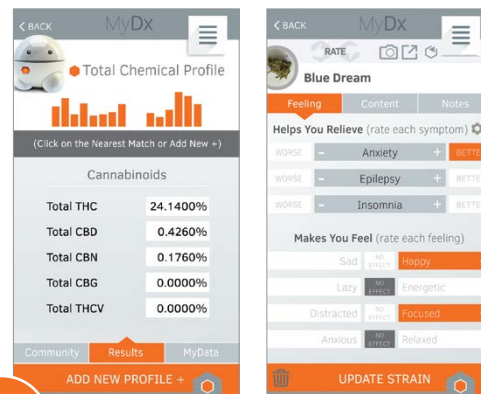 < BACK
MyDx
Total Chemical Profile
(Click on the Nearest Match or Add New +)
Cannabinoids
Total THC 24.1400%
Total CBD 0.4260%
Total CBN 0.1760%
Total CBG 0.0000%
Total THCV 0.0000%
Community Results MyData
ADD NEW PROFILE +
< BACK
MyDx
RATE
Blue Dream
Feeling Content Notes
Helps You Relieve (rate each symptom)
WORSE - Anxiety + BETTE
WORSE - Epilepsy + BETTE
WORSE - Insomnia + BETTE
Makes You Feel (rate each feeling)
Sad NO EFFECT Happy
Lazy NO EFFECT Energetic
Distracted NO EFFECT Focused
Anxious NO EFFECT Relaxed
UPDATE STRAIN